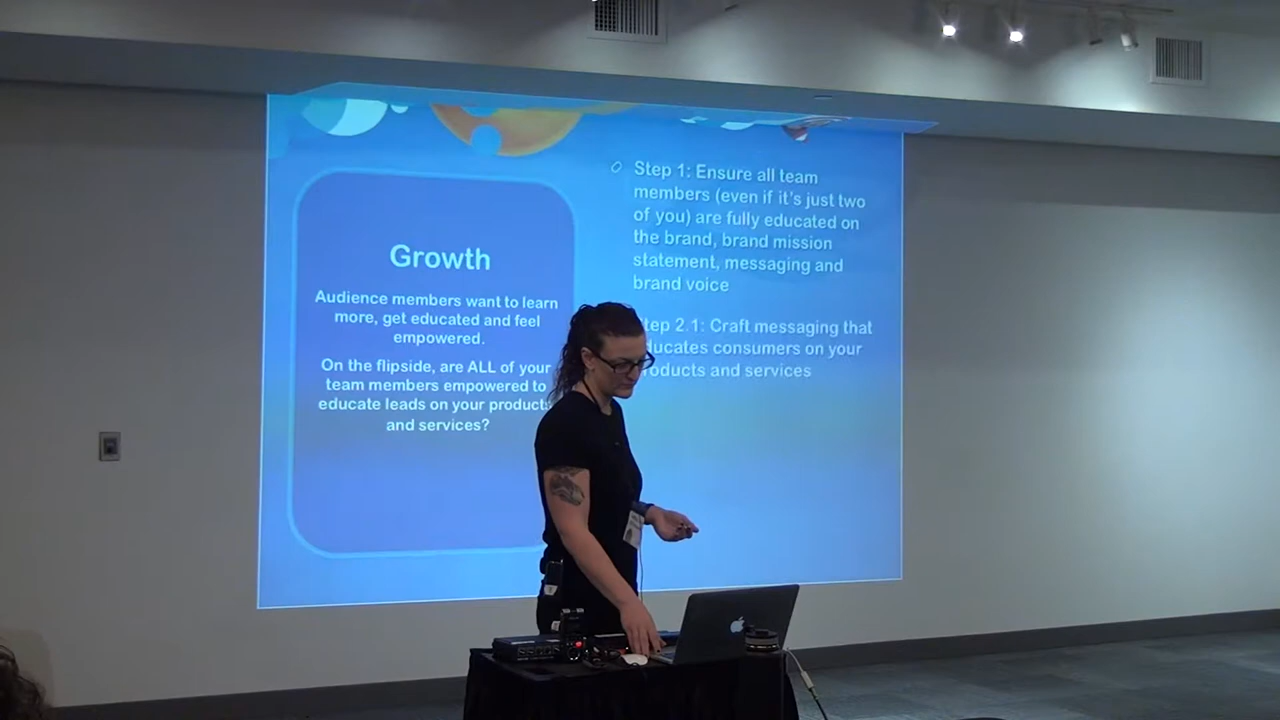 Growth
Audience members want to learn
more, get educated and feel
empowered.
On the flipside, are ALL of your
team members empowered to
educate leads on your products
and services?
Step 1: Ensure all team
members (even if it's just two
of you) are fully educated on
the brand, brand mission
statement, messaging and
brand voice
Step 2.1: Craft messaging that
educates consumers on your
products and services